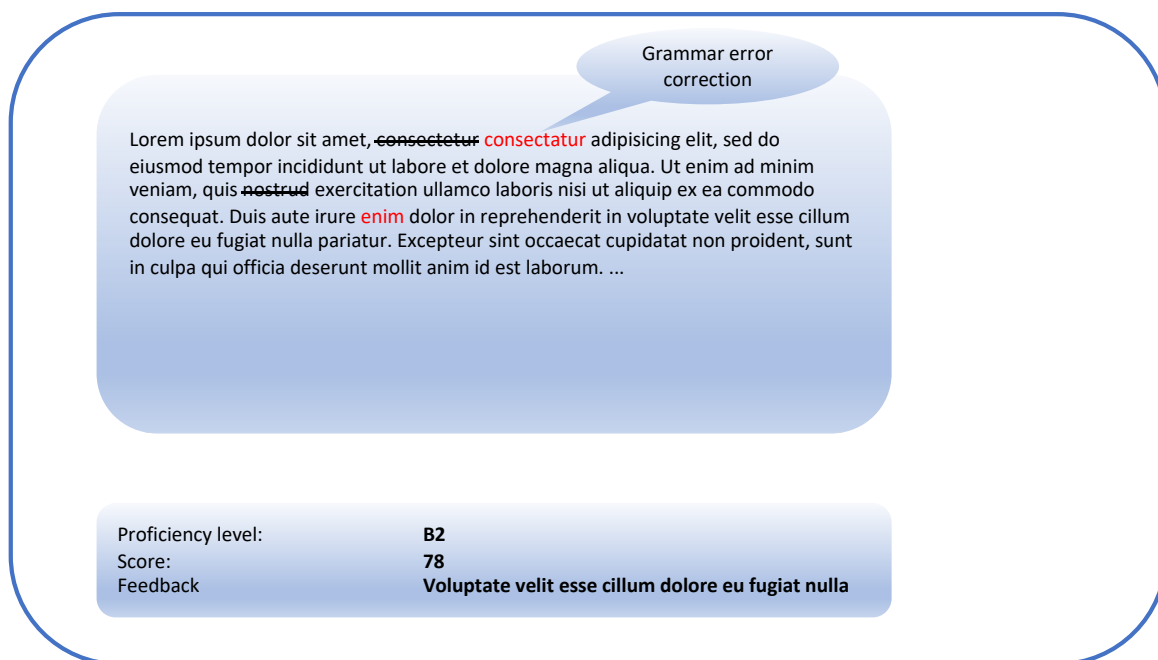 Grammar error
correction
Lorem ipsum dolor sit amet, consectetur consectatur adipisicing elit, sed do
eiusmod tempor incididunt ut labore et dolore magna aliqua. Ut enim ad minim
veniam, quis nostrud exercitation ullamco laboris nisi ut aliquip ex ea commodo
consequat. Duis aute irure enim dolor in reprehenderit in voluptate velit esse cillum
dolore eu fugiat nulla pariatur. Excepteur sint occaecat cupidatat non proident, sunt
in culpa qui officia deserunt mollit anim id est laborum. ...
Proficiency level: B2
Score: 78
Feedback Voluptate velit esse cillum dolore eu fugiat nulla